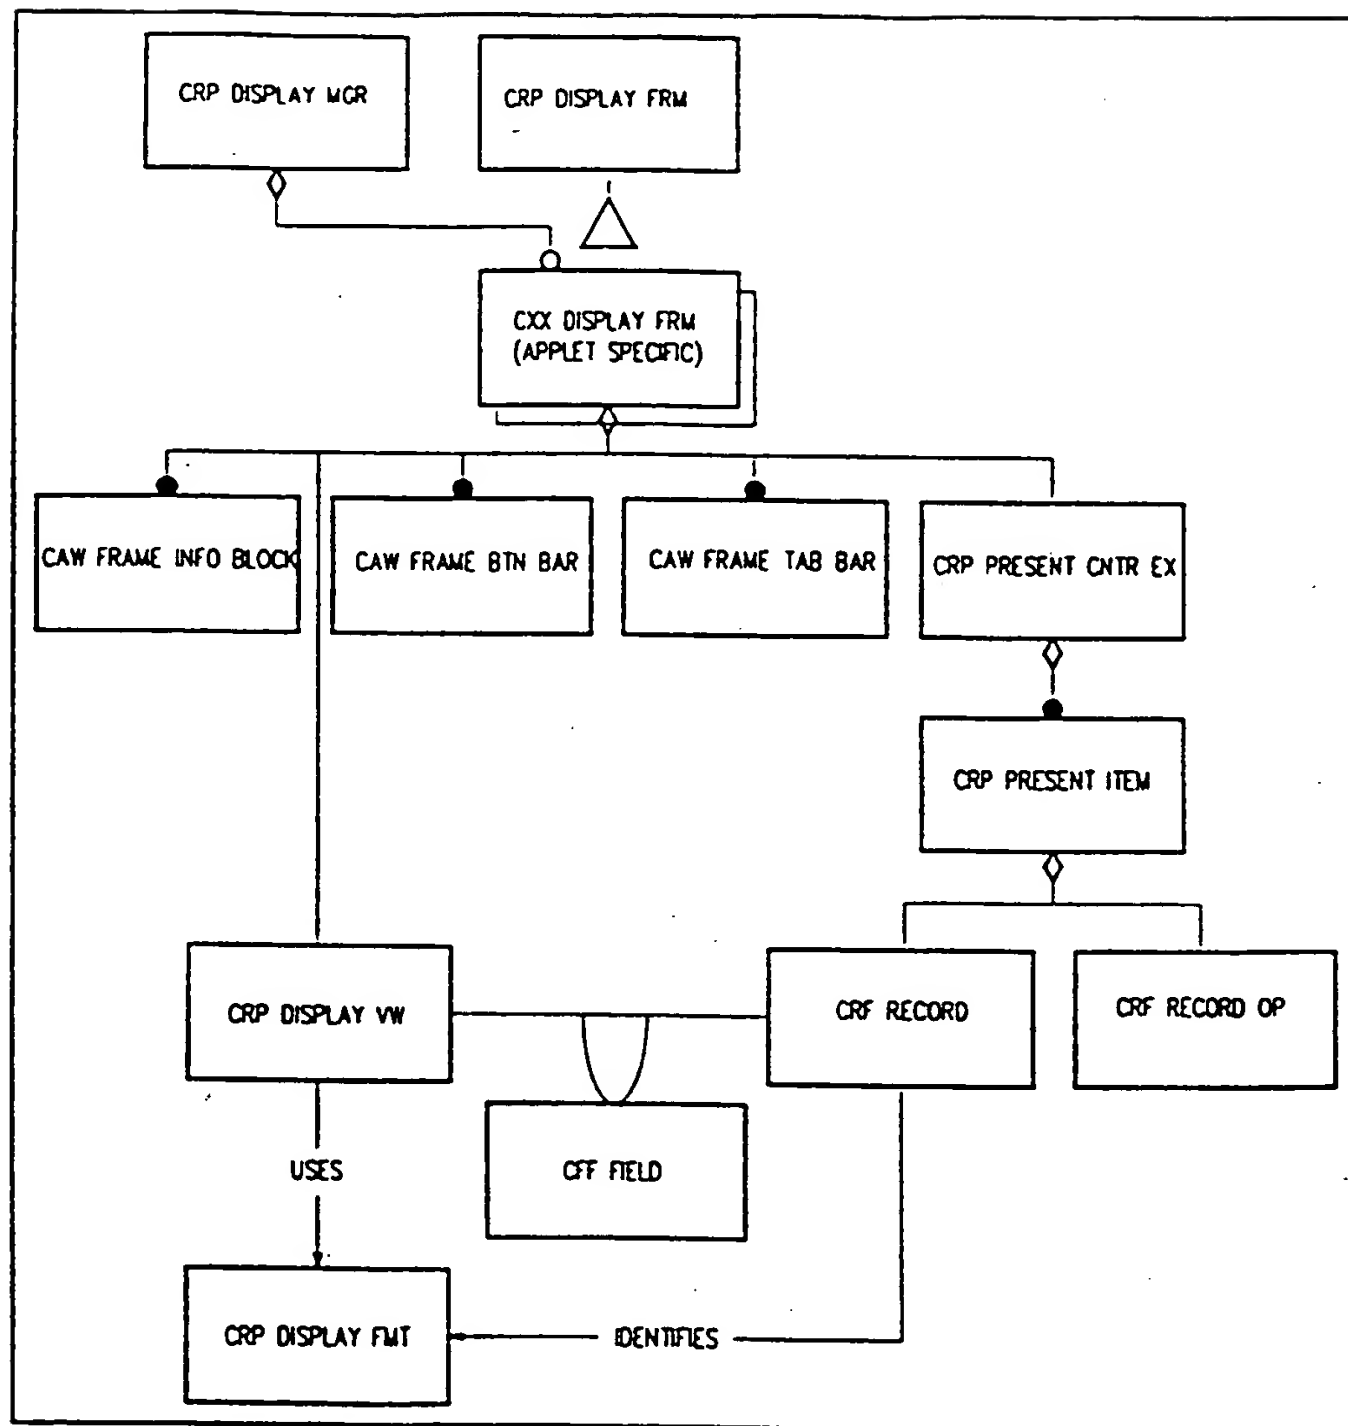 CRP DISPLAY MGR
CRP DISPLAY FRM
CXX DISPLAY FRM
(APPLET SPECIFIC)
CAW FRAME INFO BLOCK
CAW FRAME BTN BAR
CAW FRAME TAB BAR
CRP PRESENT CNTR EX
CRP PRESENT ITEM
CRP DISPLAY VW
CRF RECORD
CRF RECORD OP
USES
CFF FIELD
CRP DISPLAY FMT
IDENTIFIES